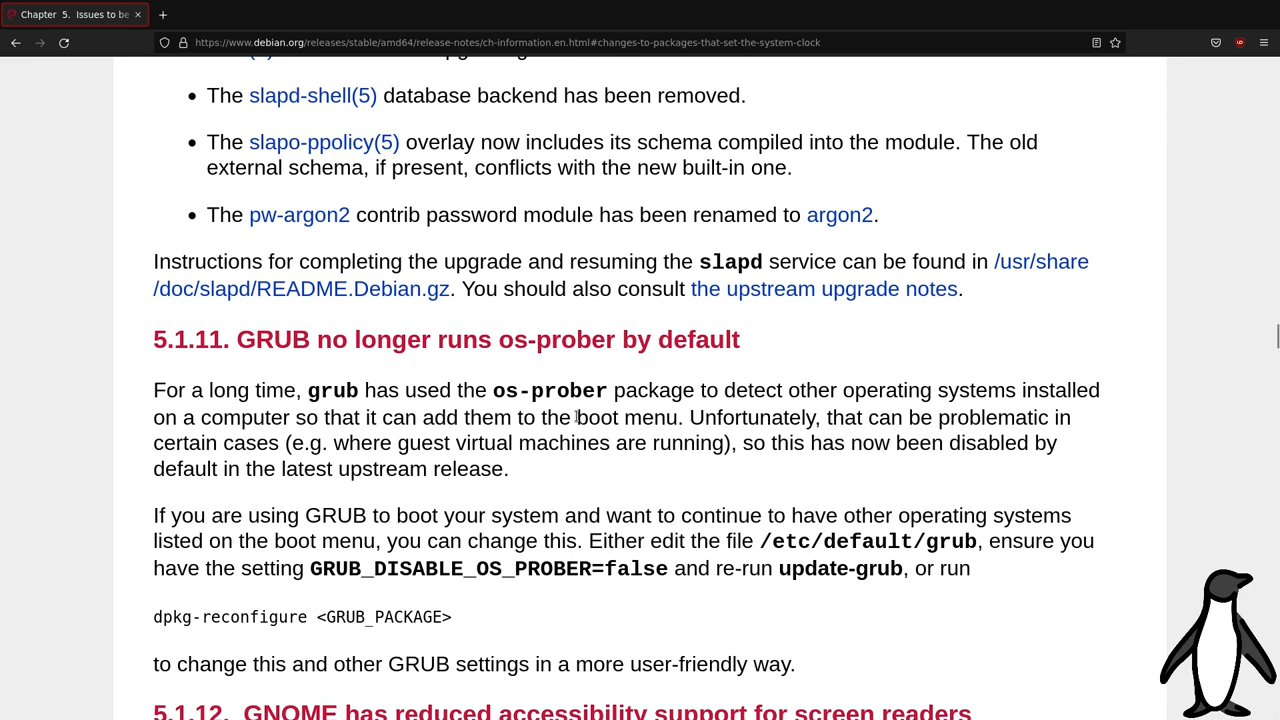 Chapter 5. Issues to be
https://www.debian.org/releases/stable/amd64/release-notes/ch-information.en.html#changes-to-packages-that-set-the-system-clock
• The slapd-shell(5) database backend has been removed.
• The slapo-ppolicy(5) overlay now includes its schema compiled into the module. The old
external schema, if present, conflicts with the new built-in one.
• The pw-argon2 contrib password module has been renamed to argon2.
Instructions for completing the upgrade and resuming the slapd service can be found in /usr/share
/doc/slapd/README.Debian.gz. You should also consult the upstream upgrade notes.
5.1.11. GRUB no longer runs os-prober by default
For a long time, grub has used the os-prober package to detect other operating systems installed
on a computer so that it can add them to the boot menu. Unfortunately, that can be problematic in
certain cases (e.g. where guest virtual machines are running), so this has now been disabled by
default in the latest upstream release.
If you are using GRUB to boot your system and want to continue to have other operating systems
listed on the boot menu, you can change this. Either edit the file /etc/default/grub, ensure you
have the setting GRUB_DISABLE_OS_PROBER=false and re-run update-grub, or run
dpkg-reconfigure <GRUB_PACKAGE>
to change this and other GRUB settings in a more user-friendly way.
5.1.12. GNOME has reduced accessibility support for screen readers